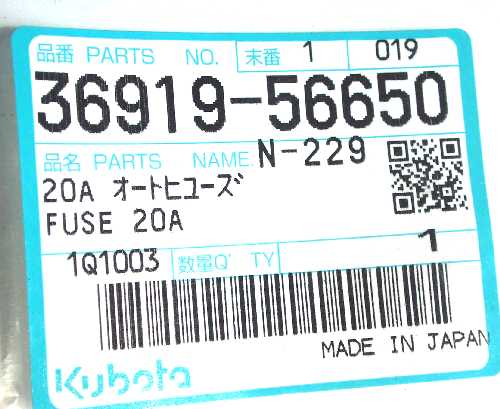 品番 PARTS NO. 末番 1 019
36919-56650
品名 PARTS NAME N-229
20A オートヒユーズ
FUSE 20A
1Q1003 数量Q' TY 1
MADE IN JAPAN
Kubota